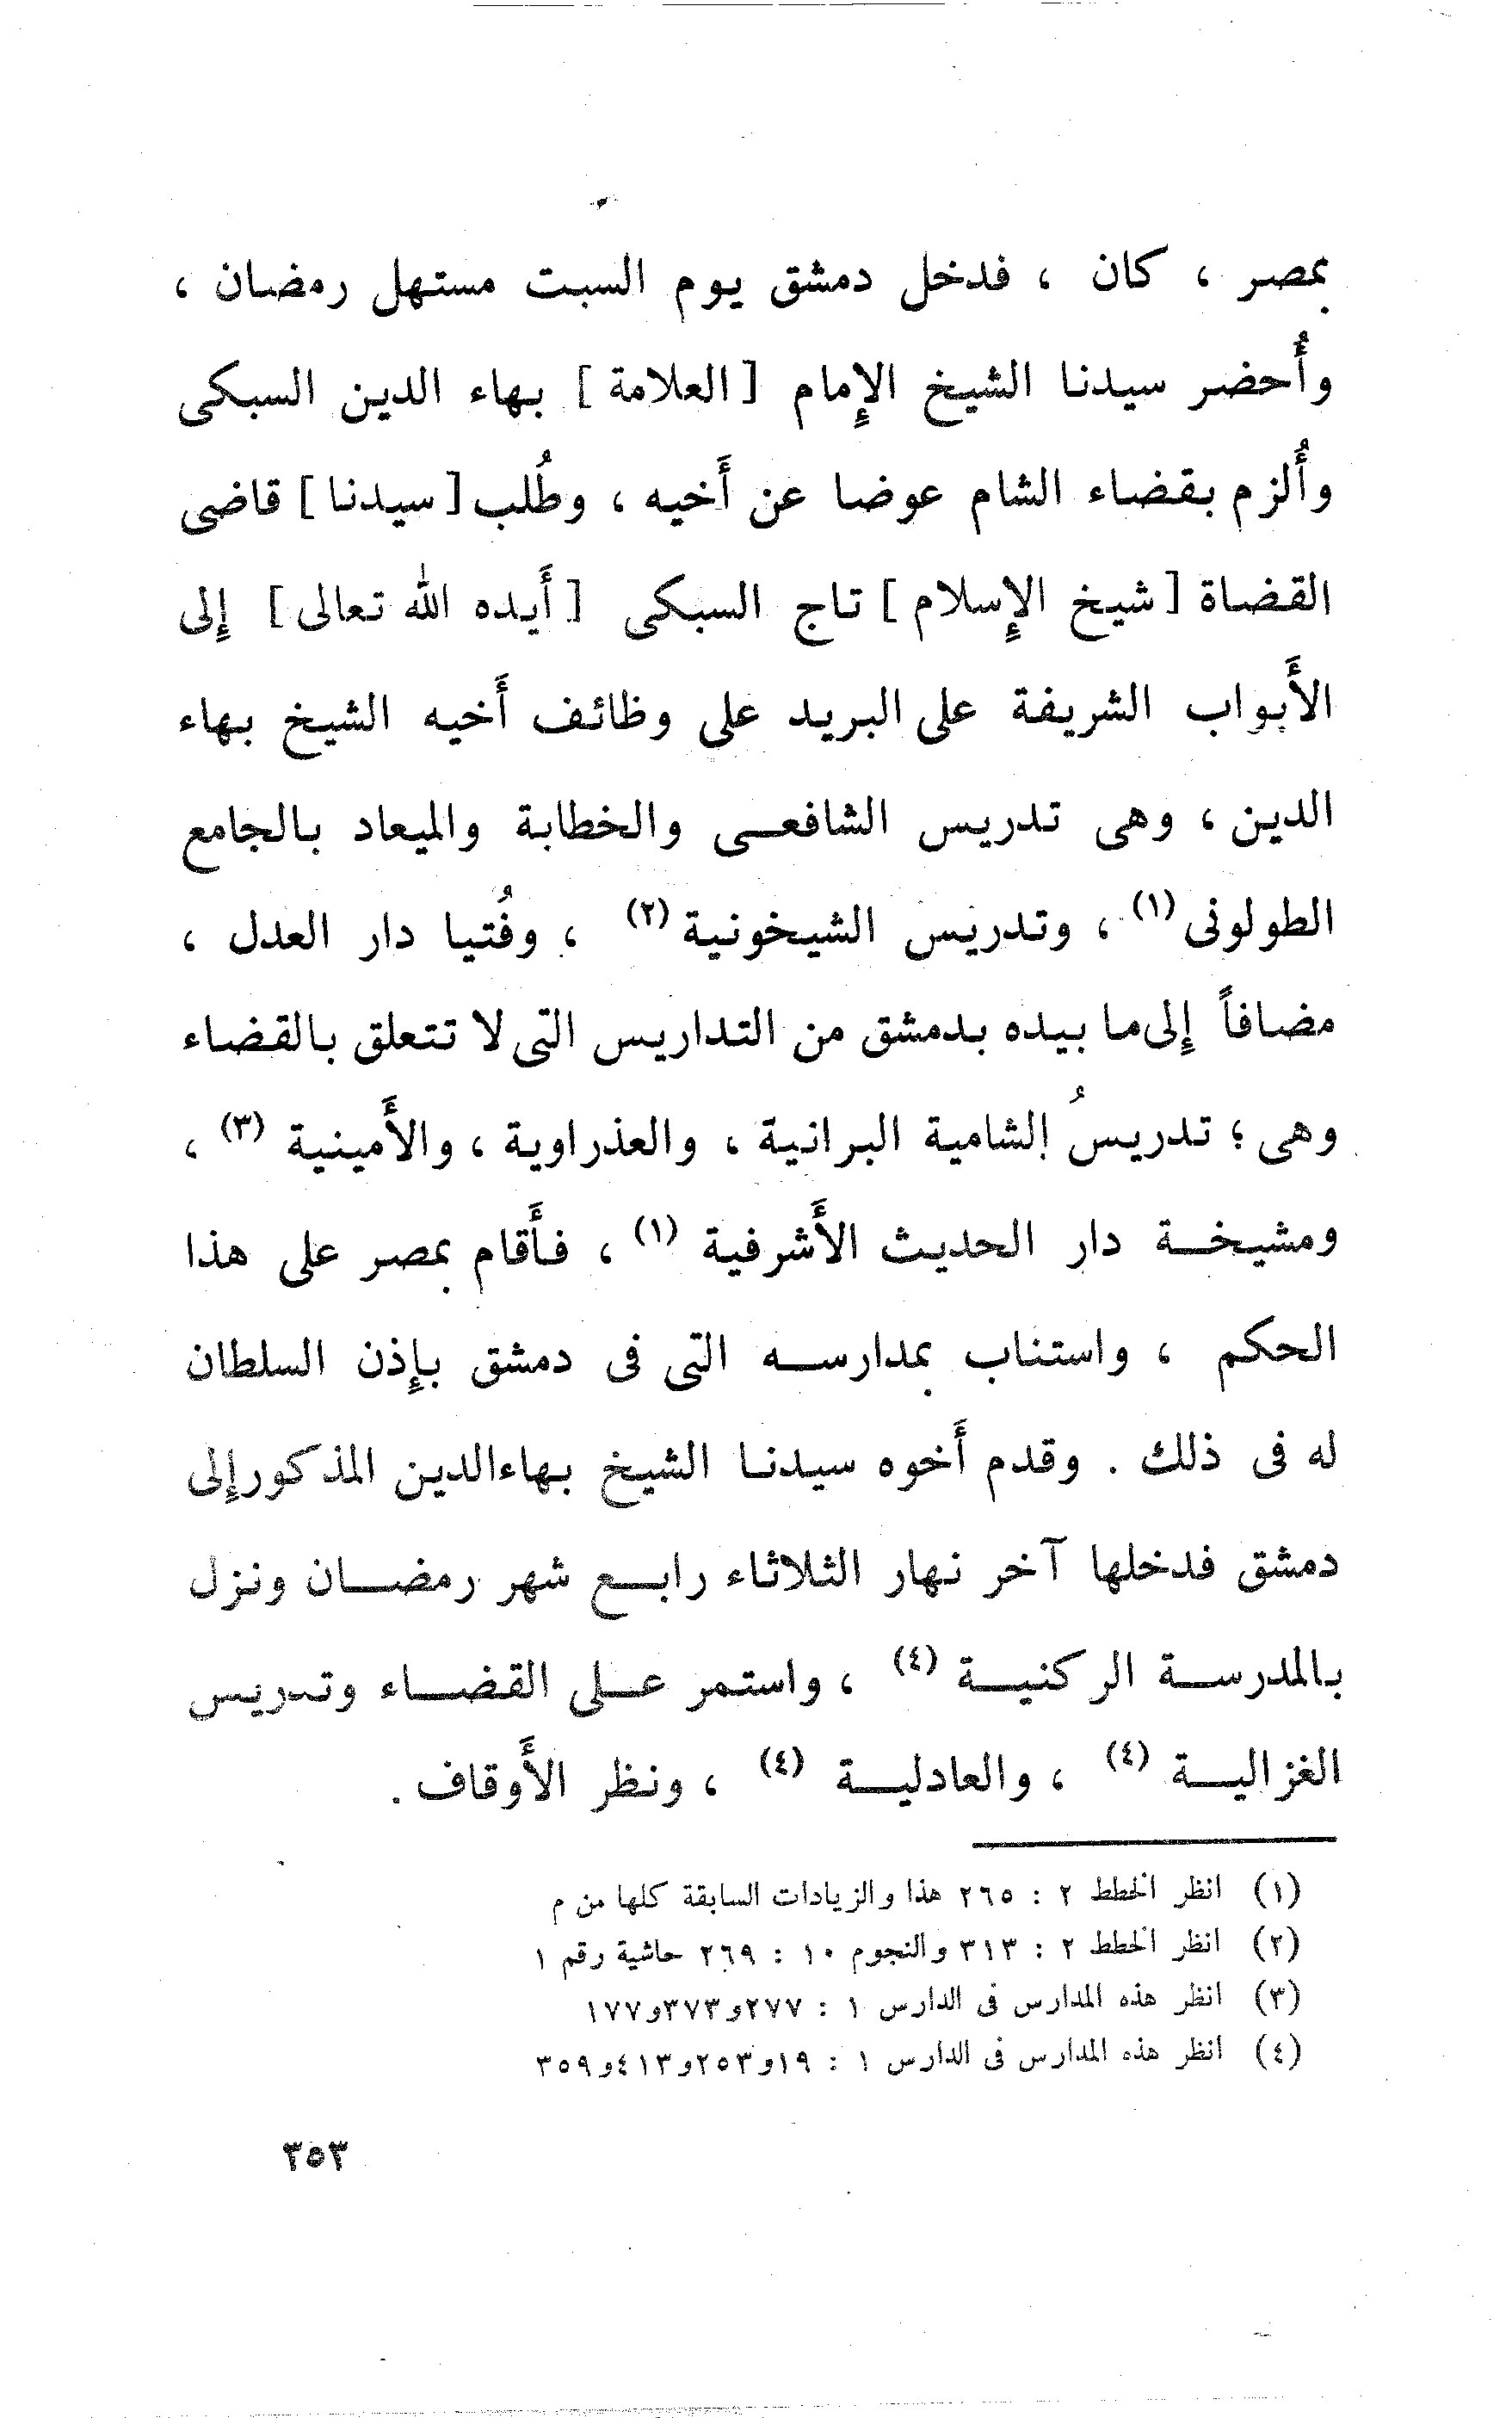 بمصر ، كان ، فدخل دمشق يوم السبت مستهل رمضان ،
وأُحضر سيدنا الشيخ الإمام [ العلامة ] بهاء الدين السبكى
وأُلزم بقضاء الشام عوضا عن أَخيه ، وطُلب [ سيدنا ] قاضى
القضاة [ شيخ الإسلام ] تاج السبكى [ أَيده الله تعالى ] إلى
الأَبواب الشريفة على البريد على وظائف أَخيه الشيخ بهاء
الدين ، وهى تدريس الشافعى والخطابة والميعاد بالجامع
الطولونى (١) ، وتدريس الشيخونية (٢) ، وفُتيا دار العدل ،
مضافاً إلى ما بيده بدمشق من التداريس التى لا تتعلق بالقضاء
وهى ؛ تدريسُ الشامية البرانية ، والعذراوية ، والأَمينية (٣) ،
ومشيخة دار الحديث الأَشرفية (١) ، فأَقام بمصر على هذا
الحكم ، واستناب بمدارسه التى فى دمشق بإذن السلطان
له فى ذلك . وقدم أَخوه سيدنا الشيخ بهاء الدين المذكور إلى
دمشق فدخلها آخر نهار الثلاثاء رابع شهر رمضان ونزل
بالمدرسة الركنية (٤) ، واستمر على القضاء وتدريس
الغزالية (٤) ، والعادلية (٤) ، ونظر الأَوقاف .
(١) انظر الخطط ٢ : ٢٦٥ هذا والزيادات السابقة كلها من م
(٢) انظر الخطط ٢ : ٣١٣ والنجوم ١٠ : ٢٦٩ حاشية رقم ١
(٣) انظر هذه المدارس فى الدارس ١ : ٢٧٧و٣٧٣و١٧٧
(٤) انظر هذه المدارس فى الدارس ١ : ١٩و٢٥٣و٤١٣و٣٥٩
٣٥٣